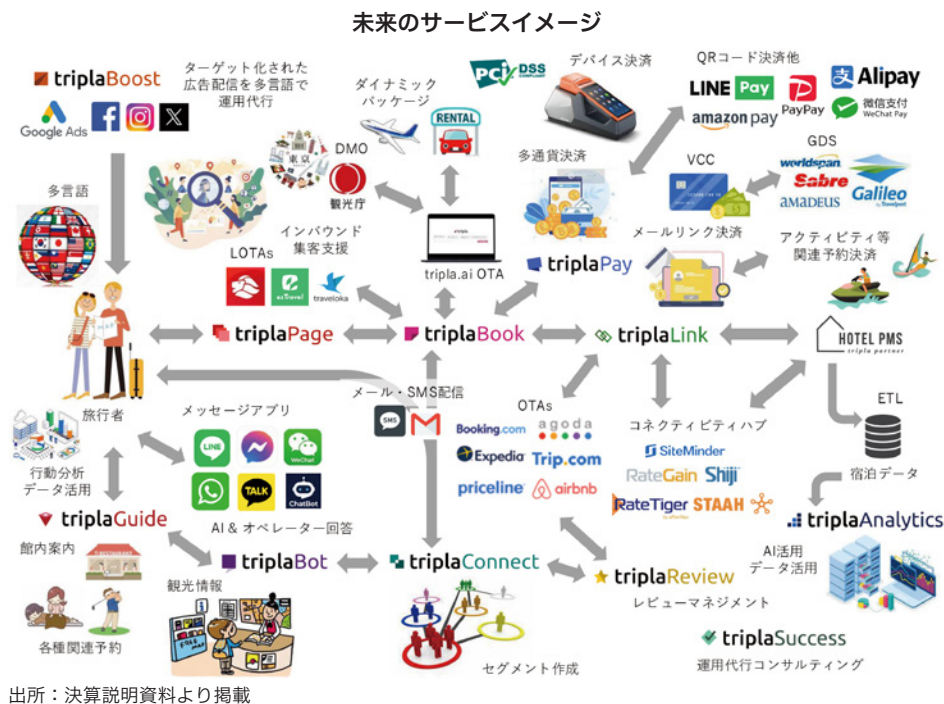 未来のサービスイメージ
triplaBoost
Google Ads
ターゲット化された
広告配信を多言語で
運用代行
ダイナミック
パッケージ
RENTAL
PCI DSS
COMPLIANT
デバイス決済
QRコード決済他
LINE Pay
PayPay
Alipay
amazon pay
微信支付
WeChat Pay
多言語
東京
DMO
観光庁
多通貨決済
VCC
GDS
worldspan
Sabre
AMADEUS
Galileo
by Travelport
インバウンド
集客支援
LOTAs
ezTravel
traveloka
tripla
tripla.ai OTA
triplaPay
メールリンク決済
アクティビティ等
関連予約決済
triplaPage
triplaBook
triplaLink
HOTEL PMS
tripla partner
MAP
旅行者
メール・SMS配信
SMS
メッセージアプリ
LINE
WeChat
TALK
ChatBot
AI & オペレーター回答
OTAs
Booking.com
agoda
Expedia
Trip.com
priceline
airbnb
コネクティビティハブ
SiteMinder
RateGain
Shiji
RateTiger
STAAH
ETL
宿泊データ
行動分析
データ活用
triplaGuide
館内案内
RESTAURANT
各種関連予約
triplaBot
観光情報
triplaConnect
セグメント作成
triplaReview
レビューマネジメント
triplaAnalytics
AI活用
データ活用
triplaSuccess
運用代行コンサルティング
出所：決算説明資料より掲載